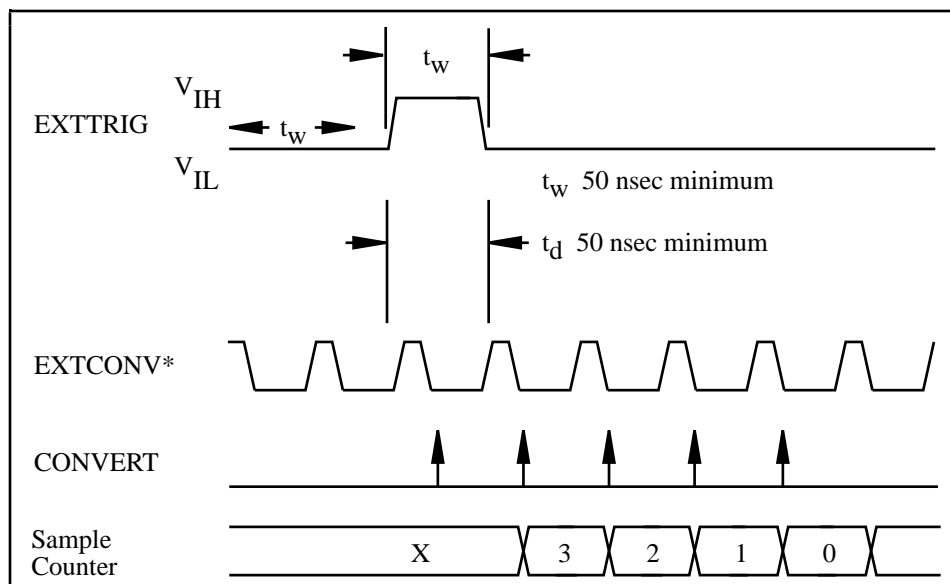 t_w
V_IH
EXTTRIG
t_w
V_IL
t_w 50 nsec minimum
t_d 50 nsec minimum
EXTCONV*
CONVERT
Sample
Counter
X 3 2 1 0